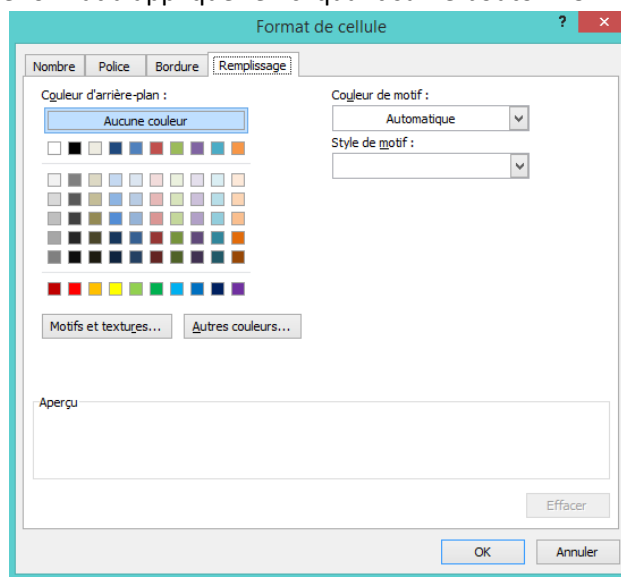 Format de cellule
?
×
Nombre Police Bordure Remplissage
Couleur d'arrière-plan :
Aucune couleur
Couleur de motif :
Automatique
Style de motif :
Motifs et textures... Autres couleurs...
Aperçu
Effacer
OK Annuler